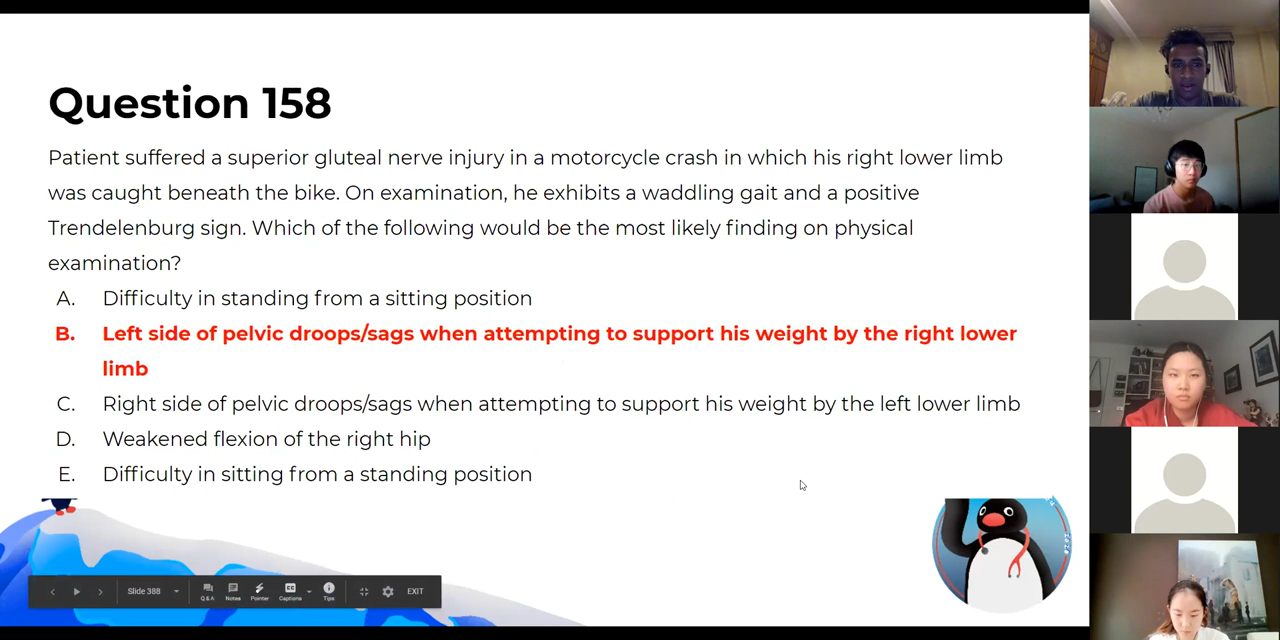 Question 158
Patient suffered a superior gluteal nerve injury in a motorcycle crash in which his right lower limb
was caught beneath the bike. On examination, he exhibits a waddling gait and a positive
Trendelenburg sign. Which of the following would be the most likely finding on physical
examination?
A. Difficulty in standing from a sitting position
B. Left side of pelvic droops/sags when attempting to support his weight by the right lower
limb
C. Right side of pelvic droops/sags when attempting to support his weight by the left lower limb
D. Weakened flexion of the right hip
E. Difficulty in sitting from a standing position
Slide 388
Q & A
Notes
Pointer
Captions
Tips
EXIT